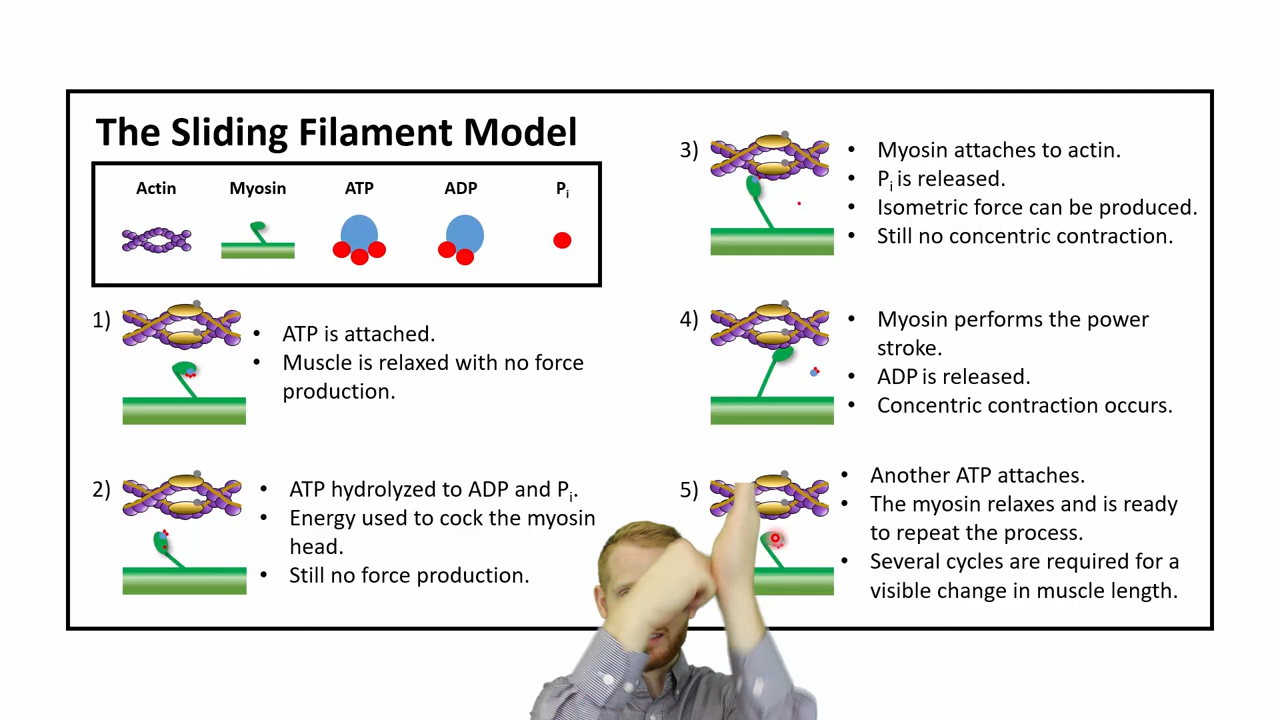 The Sliding Filament Model
Actin Myosin ATP ADP Pi
1)
• ATP is attached.
• Muscle is relaxed with no force
production.
2)
• ATP hydrolyzed to ADP and Pi.
• Energy used to cock the myosin
head.
• Still no force production.
3)
• Myosin attaches to actin.
• Pi is released.
• Isometric force can be produced.
• Still no concentric contraction.
4)
• Myosin performs the power
stroke.
• ADP is released.
• Concentric contraction occurs.
5)
• Another ATP attaches.
• The myosin relaxes and is ready
to repeat the process.
• Several cycles are required for a
visible change in muscle length.